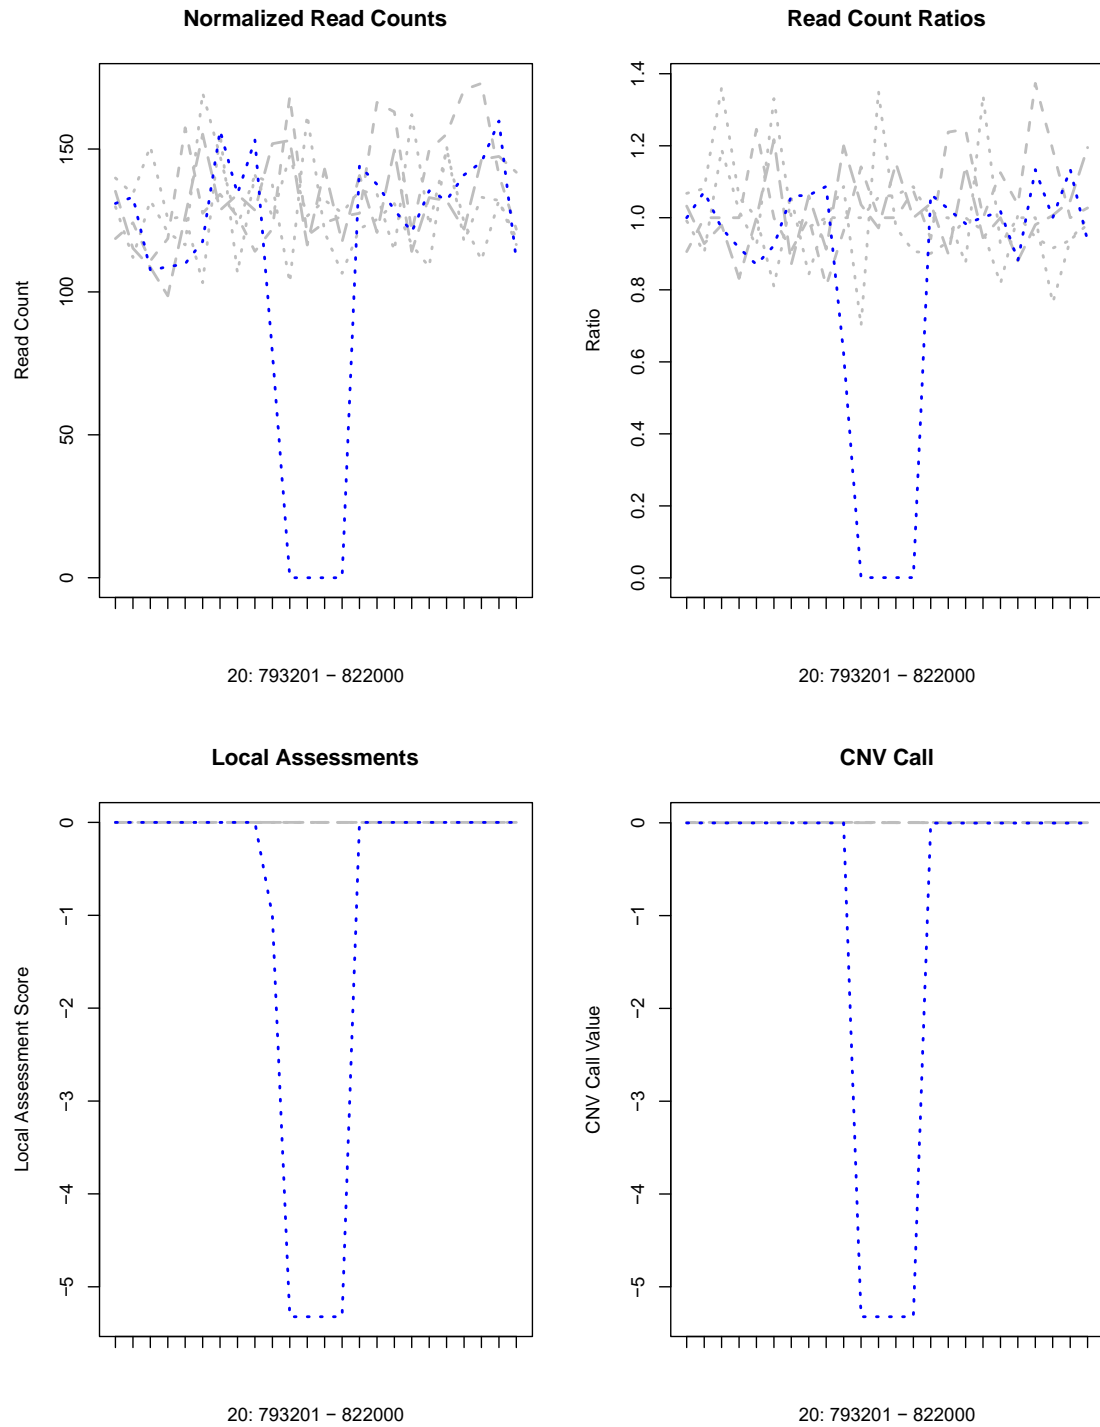 Normalized Read Counts
Read Count
0
50
100
150
20: 793201 − 822000
Read Count Ratios
Ratio
0.0
0.2
0.4
0.6
0.8
1.0
1.2
1.4
20: 793201 − 822000
Local Assessments
Local Assessment Score
0
−1
−2
−3
−4
−5
20: 793201 − 822000
CNV Call
CNV Call Value
0
−1
−2
−3
−4
−5
20: 793201 − 822000